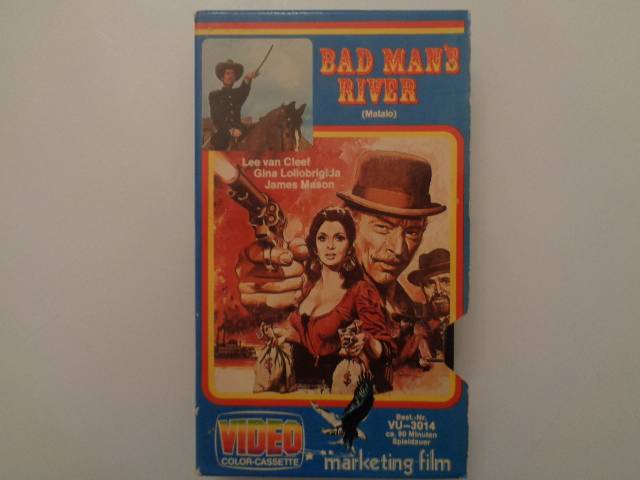 BAD MAN'S
RIVER
(Matalo)
Lee van Cleef
Gina Lollobrigida
James Mason
$
$
Best.-Nr.
VU-3014
ca. 90 Minuten
Spieldauer
VIDEO
COLOR-CASSETTE
marketing film